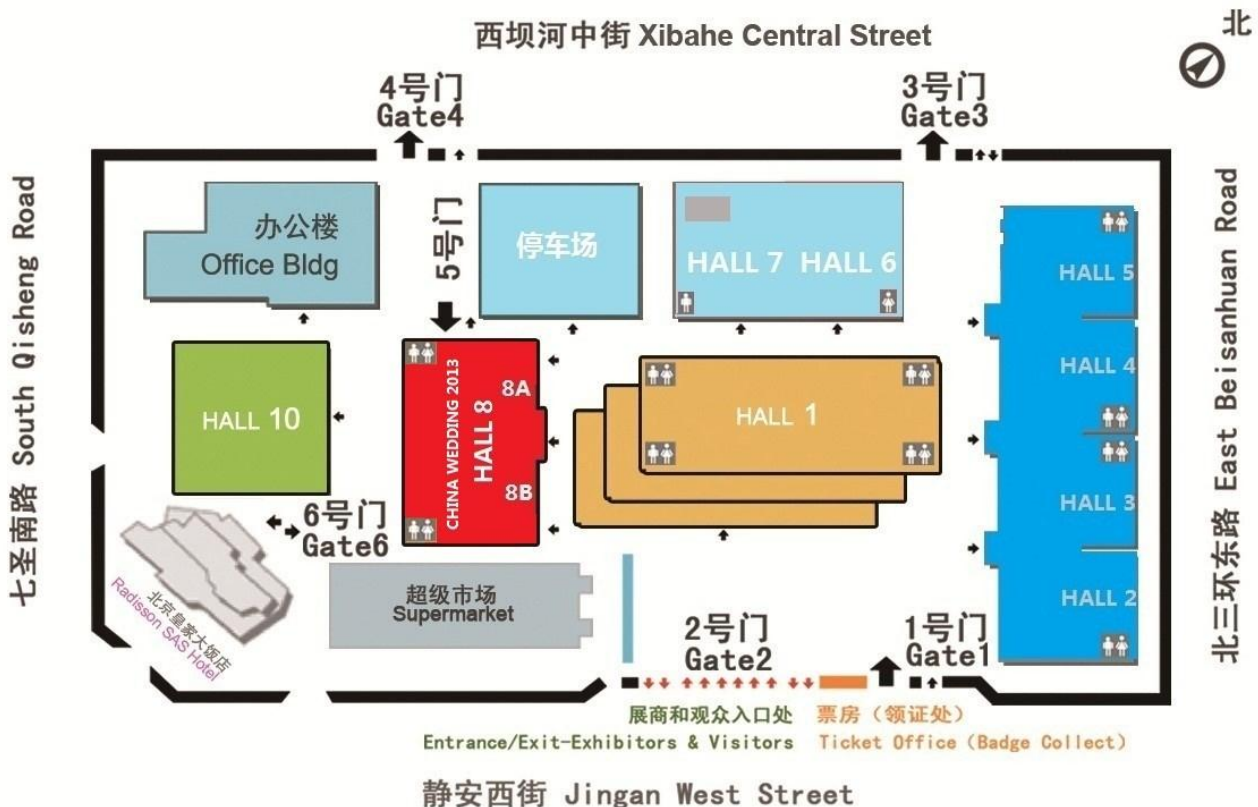 西坝河中街 Xibahe Central Street
北
4号门
Gate4
3号门
Gate3
七圣南路 South Qisheng Road
北三环东路 East Beisanhuan Road
办公楼
Office Bldg
5号门
停车场
HALL 7 HALL 6
HALL 5
HALL 4
HALL 3
HALL 2
HALL 10
CHINA WEDDING 2013
HALL 8
8A
8B
HALL 1
6号门
Gate6
北京皇家大饭店
Radisson SAS Hotel
超级市场
Supermarket
2号门
Gate2
1号门
Gate1
展商和观众入口处 票房（领证处）
Entrance/Exit-Exhibitors & Visitors Ticket Office (Badge Collect)
静安西街 Jingan West Street